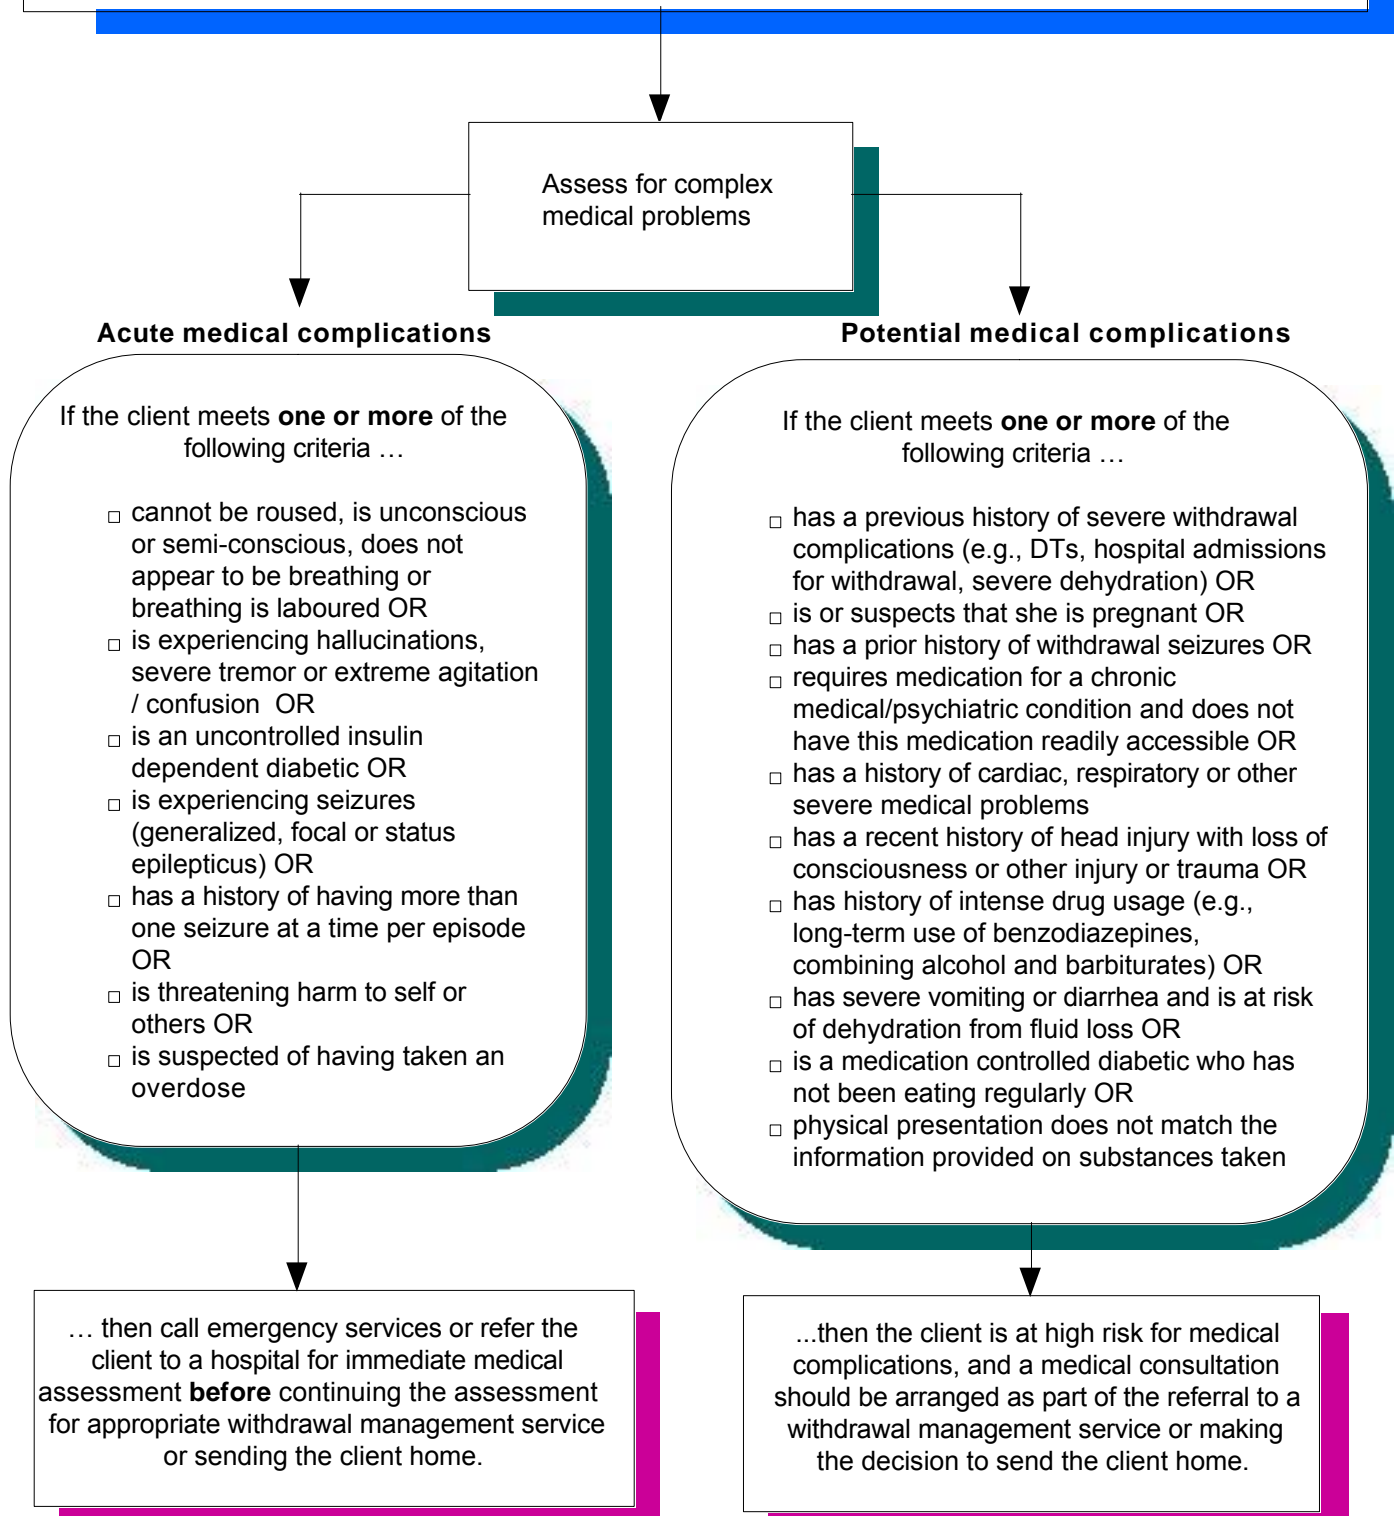 Assess for complex
medical problems
Acute medical complications
If the client meets one or more of the
following criteria …
□ cannot be roused, is unconscious
or semi-conscious, does not
appear to be breathing or
breathing is laboured OR
□ is experiencing hallucinations,
severe tremor or extreme agitation
/ confusion OR
□ is an uncontrolled insulin
dependent diabetic OR
□ is experiencing seizures
(generalized, focal or status
epilepticus) OR
□ has a history of having more than
one seizure at a time per episode
OR
□ is threatening harm to self or
others OR
□ is suspected of having taken an
overdose
… then call emergency services or refer the
client to a hospital for immediate medical
assessment before continuing the assessment
for appropriate withdrawal management service
or sending the client home.
Potential medical complications
If the client meets one or more of the
following criteria …
□ has a previous history of severe withdrawal
complications (e.g., DTs, hospital admissions
for withdrawal, severe dehydration) OR
□ is or suspects that she is pregnant OR
□ has a prior history of withdrawal seizures OR
□ requires medication for a chronic
medical/psychiatric condition and does not
have this medication readily accessible OR
□ has a history of cardiac, respiratory or other
severe medical problems
□ has a recent history of head injury with loss of
consciousness or other injury or trauma OR
□ has history of intense drug usage (e.g.,
long-term use of benzodiazepines,
combining alcohol and barbiturates) OR
□ has severe vomiting or diarrhea and is at risk
of dehydration from fluid loss OR
□ is a medication controlled diabetic who has
not been eating regularly OR
□ physical presentation does not match the
information provided on substances taken
...then the client is at high risk for medical
complications, and a medical consultation
should be arranged as part of the referral to a
withdrawal management service or making
the decision to send the client home.